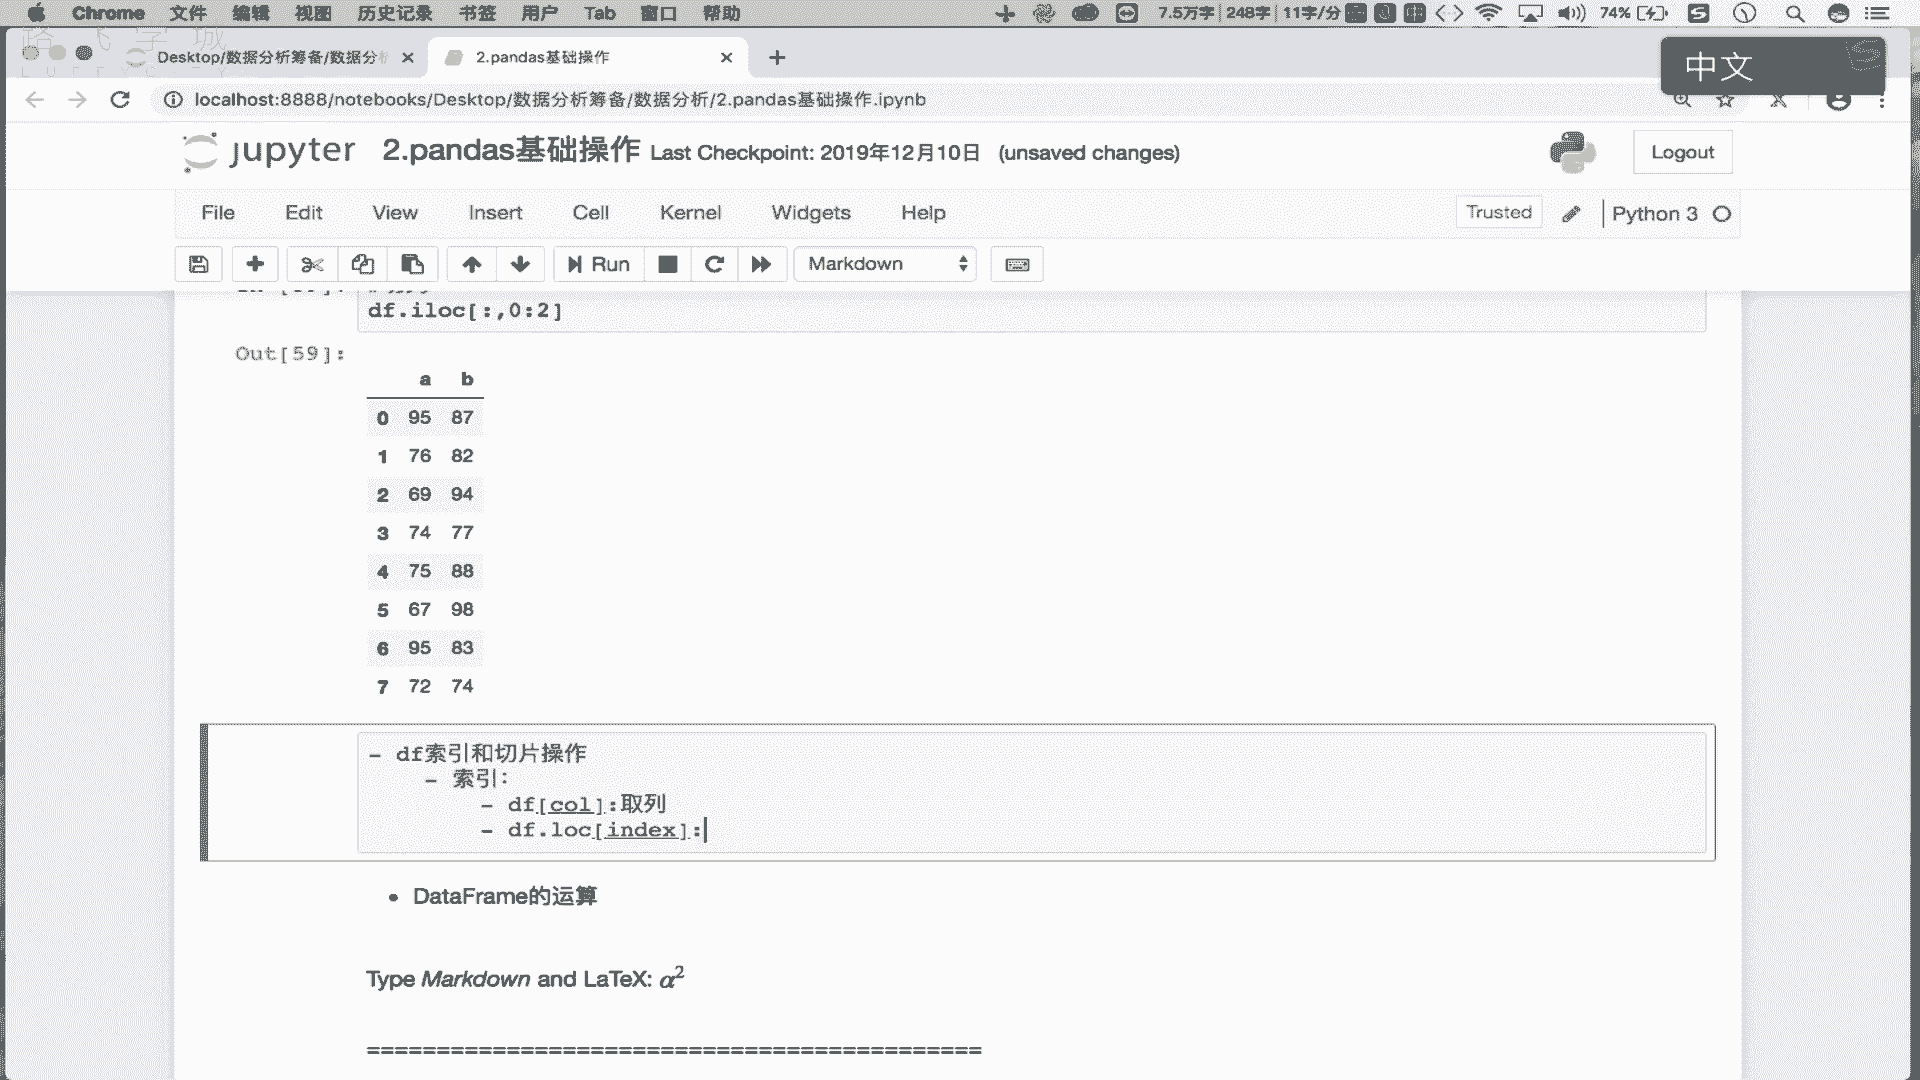 Chrome 文件 编辑 视图 历史记录 书签 用户 Tab 窗口 帮助 7.5万字 248字 11字/分 74%
Desktop/数据分析筹备/数据分析
2.pandas基础操作
中文
localhost:8888/notebooks/Desktop/数据分析筹备/数据分析/2.pandas基础操作.ipynb
jupyter 2.pandas基础操作 Last Checkpoint: 2019年12月10日 (unsaved changes) Logout
File Edit View Insert Cell Kernel Widgets Help Trusted Python 3
Run Markdown
df.iloc[:,0:2]
Out[59]:
a b
0 95 87
1 76 82
2 69 94
3 74 77
4 75 88
5 67 98
6 95 83
7 72 74
- df索引和切片操作
- 索引:
- df[col]:取列
- df.loc[index]:
• DataFrame的运算
Type Markdown and LaTeX: α²
============================================